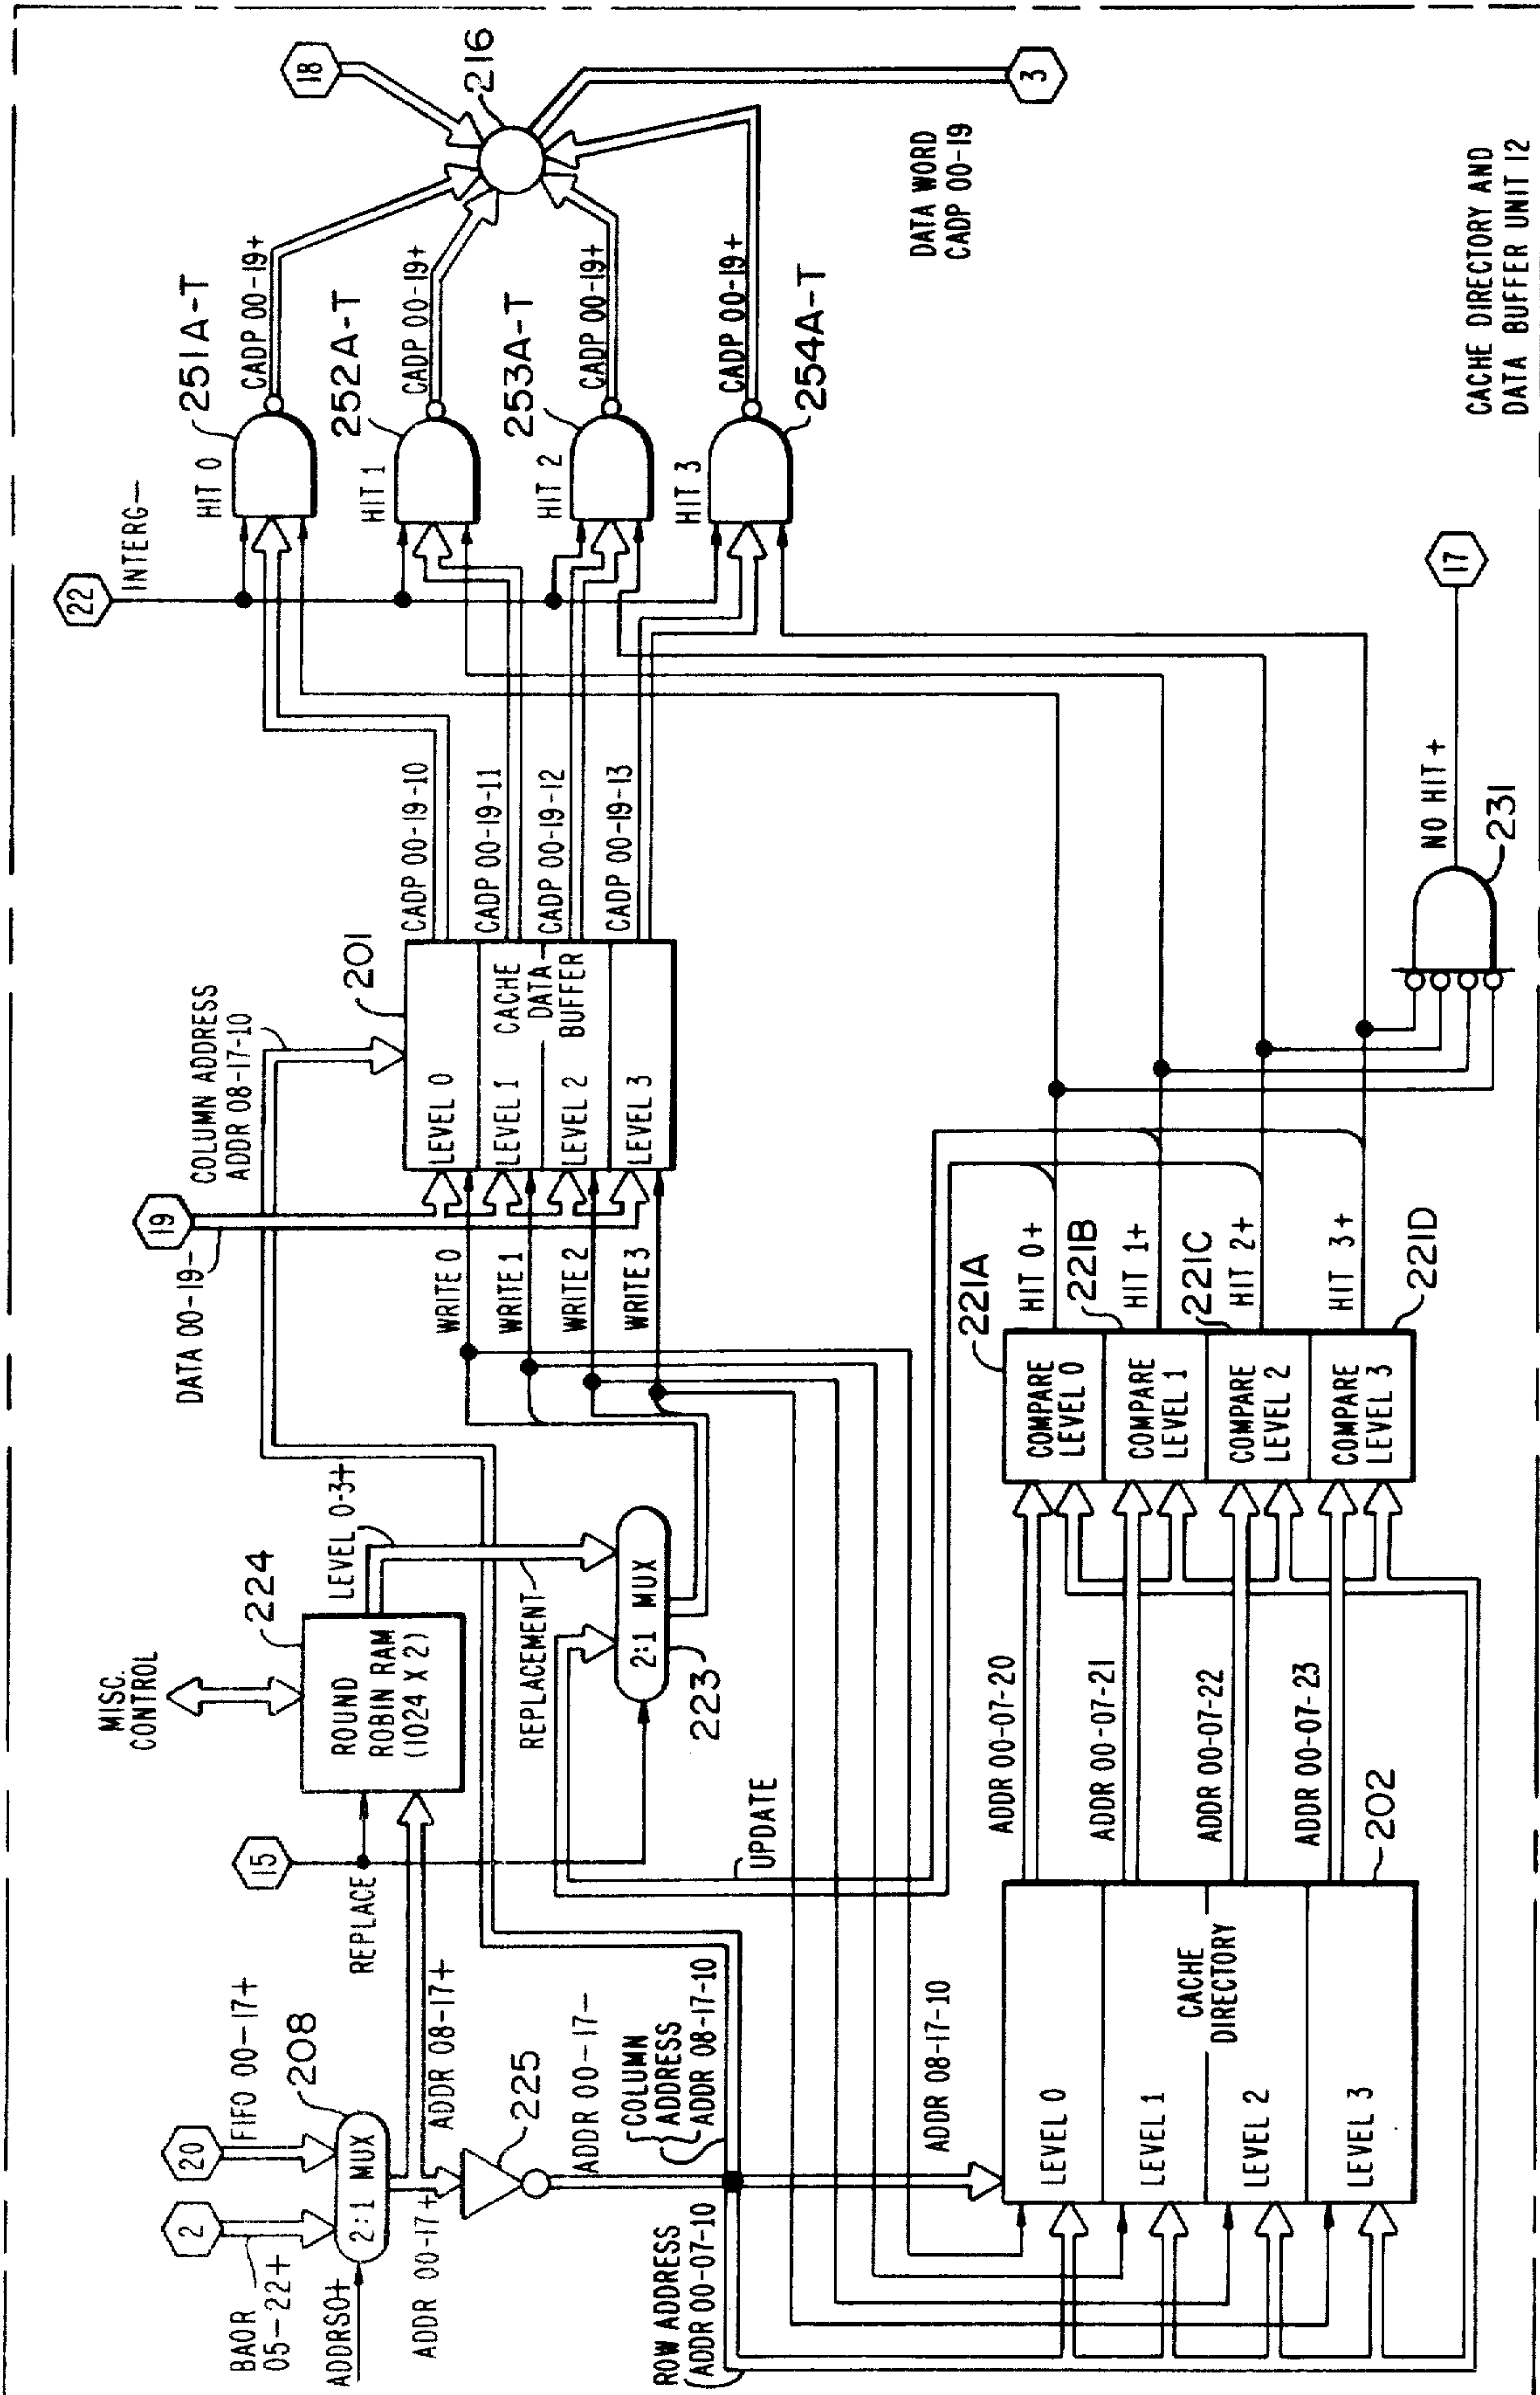 22
INTERG—
18
216
3
HIT 0
251A-T
CADP 00-19+
HIT 1
252A-T
CADP 00-19+
HIT 2
253A-T
CADP 00-19+
HIT 3
254A-T
CADP 00-19+
DATA WORD
CADP 00-19
19
DATA 00-19-
COLUMN ADDRESS
ADDR 08-17-10
201
LEVEL 0
LEVEL 1
LEVEL 2
LEVEL 3
CACHE
DATA
BUFFER
CADP 00-19-10
CADP 00-19-11
CADP 00-19-12
CADP 00-19-13
WRITE 0
WRITE 1
WRITE 2
WRITE 3
MISC.
CONTROL
224
ROUND
ROBIN RAM
(1024 X 2)
LEVEL 0-3+
REPLACEMENT
2:1 MUX
223
15
REPLACE
UPDATE
20
FIFO 00-17+
2
BAOR
05-22+
208
2:1 MUX
ADDRS0+
ADDR 00-17+
ADDR 08-17+
225
ADDR 00-17-
COLUMN
ADDRESS
ADDR 08-17-10
ROW ADDRESS
ADDR 00-07-10
ADDR 08-17-10
LEVEL 0
LEVEL 1
LEVEL 2
LEVEL 3
CACHE
DIRECTORY
202
ADDR 00-07-20
ADDR 00-07-21
ADDR 00-07-22
ADDR 00-07-23
221A
COMPARE
LEVEL 0
COMPARE
LEVEL 1
COMPARE
LEVEL 2
COMPARE
LEVEL 3
HIT 0+
221B
HIT 1+
221C
HIT 2+
HIT 3+
221D
NO HIT+
231
17
CACHE DIRECTORY AND
DATA BUFFER UNIT 12